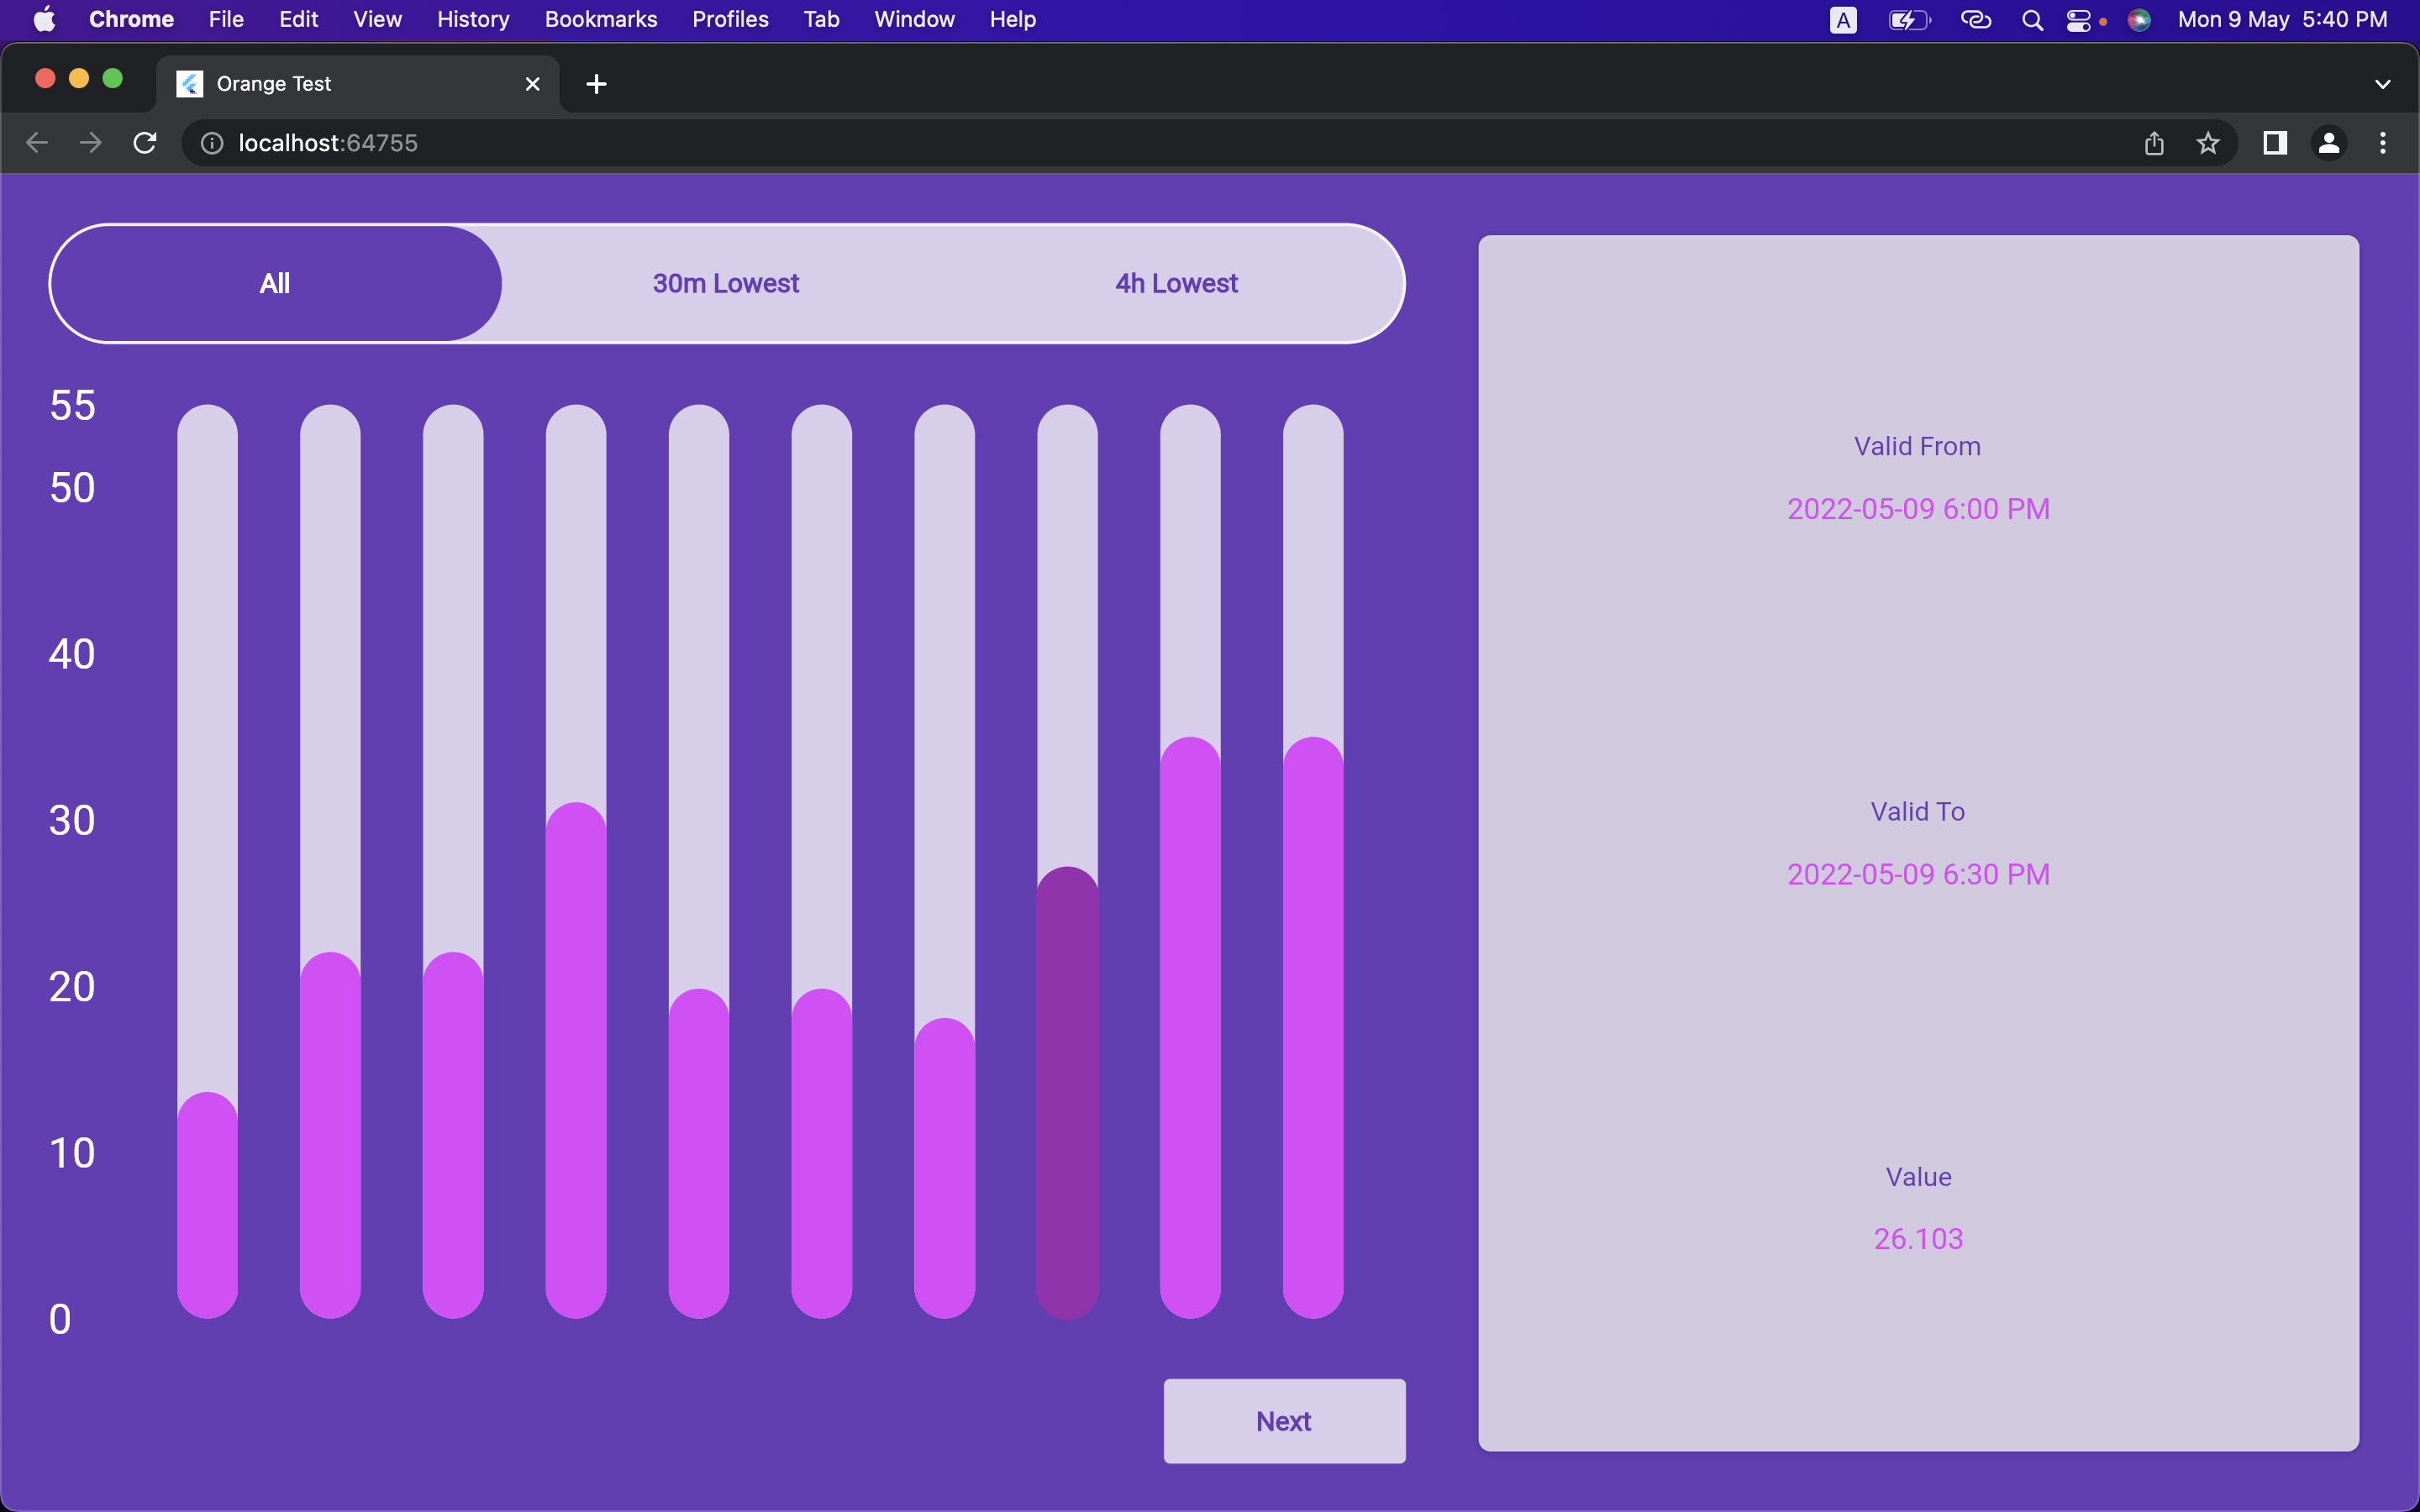 Chrome File Edit View History Bookmarks Profiles Tab Window Help A Mon 9 May 5:40 PM
Orange Test
localhost:64755
All 30m Lowest 4h Lowest
55
50
40
30
20
10
0
Next
Valid From
2022-05-09 6:00 PM
Valid To
2022-05-09 6:30 PM
Value
26.103